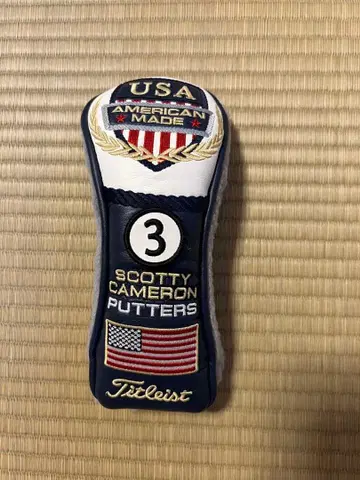 USA
AMERICAN
MADE
3
SCOTTY
CAMERON
PUTTERS
Titleist